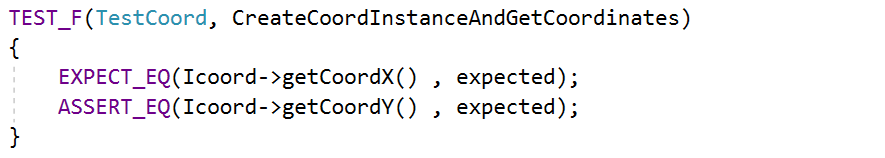 TEST_F(TestCoord, CreateCoordInstanceAndGetCoordinates)
{
    EXPECT_EQ(Icoord->getCoordX() , expected);
    ASSERT_EQ(Icoord->getCoordY() , expected);
}